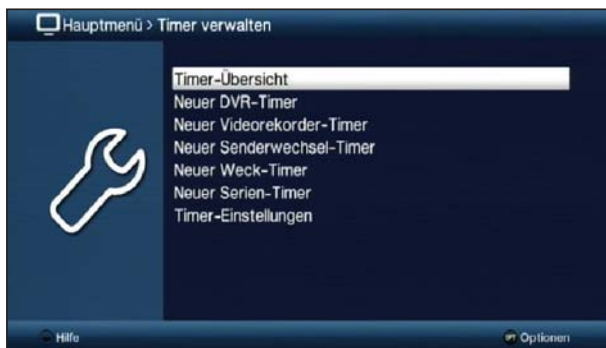 Hauptmenü > Timer verwalten
Timer-Übersicht
Neuer DVR-Timer
Neuer Videorekorder-Timer
Neuer Senderwechsel-Timer
Neuer Weck-Timer
Neuer Serien-Timer
Timer-Einstellungen
Hilfe
OPT Optionen